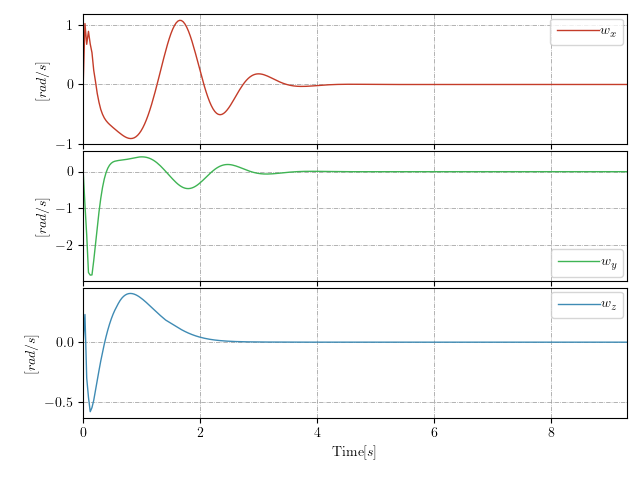 1
0
−1
[rad/s]
w_x
0
−1
−2
[rad/s]
w_y
0.0
−0.5
[rad/s]
w_z
0 2 4 6 8
Time[s]